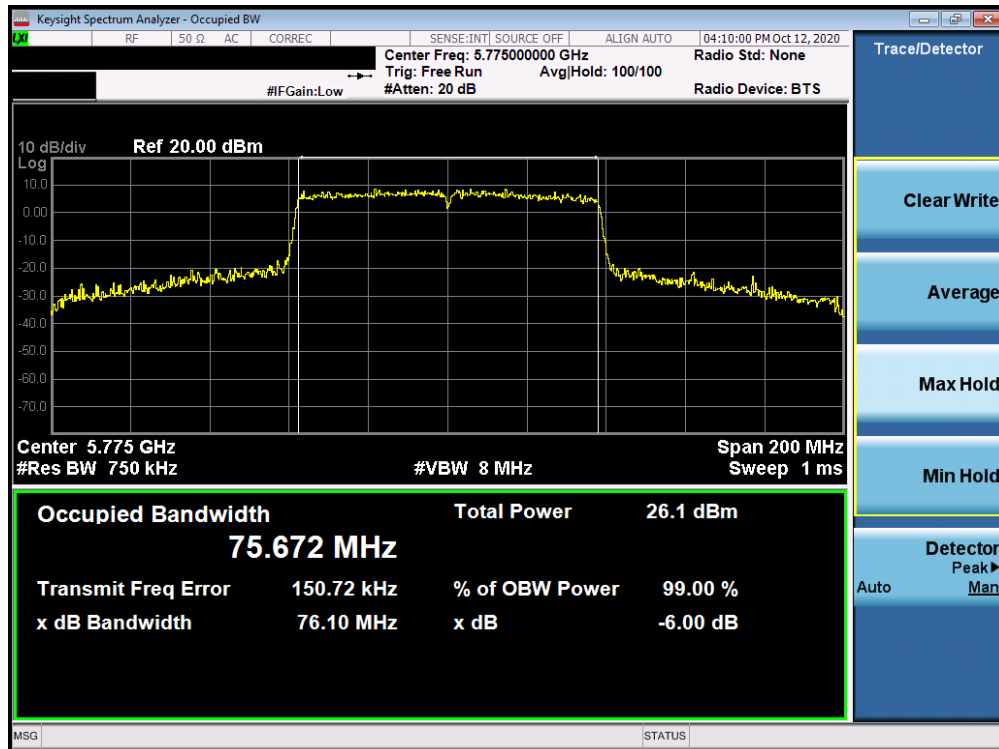 Keysight Spectrum Analyzer - Occupied BW
LXI RF 50 Ω AC CORREC SENSE:INT SOURCE OFF ALIGN AUTO 04:10:00 PM Oct 12, 2020
Center Freq: 5.775000000 GHz Radio Std: None
Trig: Free Run Avg|Hold: 100/100
#IFGain:Low #Atten: 20 dB Radio Device: BTS
10 dB/div Ref 20.00 dBm
Log
10.0
0.00
-10.0
-20.0
-30.0
-40.0
-50.0
-60.0
-70.0
Center 5.775 GHz Span 200 MHz
#Res BW 750 kHz #VBW 8 MHz Sweep 1 ms
Occupied Bandwidth Total Power 26.1 dBm
75.672 MHz
Transmit Freq Error 150.72 kHz % of OBW Power 99.00 %
x dB Bandwidth 76.10 MHz x dB -6.00 dB
MSG STATUS
Trace/Detector
Clear Write
Average
Max Hold
Min Hold
Detector
Peak▶
Auto Man